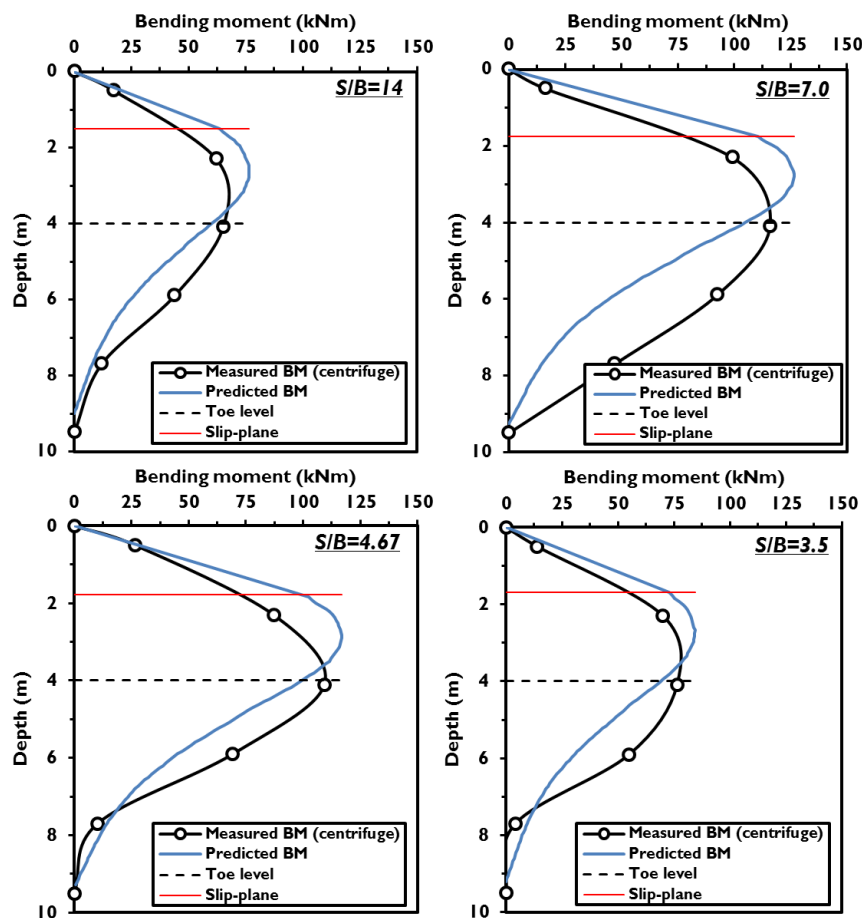 Bending moment (kNm)
0 25 50 75 100 125 150
0
2
4
6
8
10
Depth (m)
S/B=14
Measured BM (centrifuge)
Predicted BM
Toe level
Slip-plane
Bending moment (kNm)
0 25 50 75 100 125 150
0
2
4
6
8
10
Depth (m)
S/B=7.0
Measured BM (centrifuge)
Predicted BM
Toe level
Slip-plane
Bending moment (kNm)
0 25 50 75 100 125 150
0
2
4
6
8
10
Depth (m)
S/B=4.67
Measured BM (centrifuge)
Predicted BM
Toe level
Slip-plane
Bending moment (kNm)
0 25 50 75 100 125 150
0
2
4
6
8
10
Depth (m)
S/B=3.5
Measured BM (centrifuge)
Predicted BM
Toe level
Slip-plane